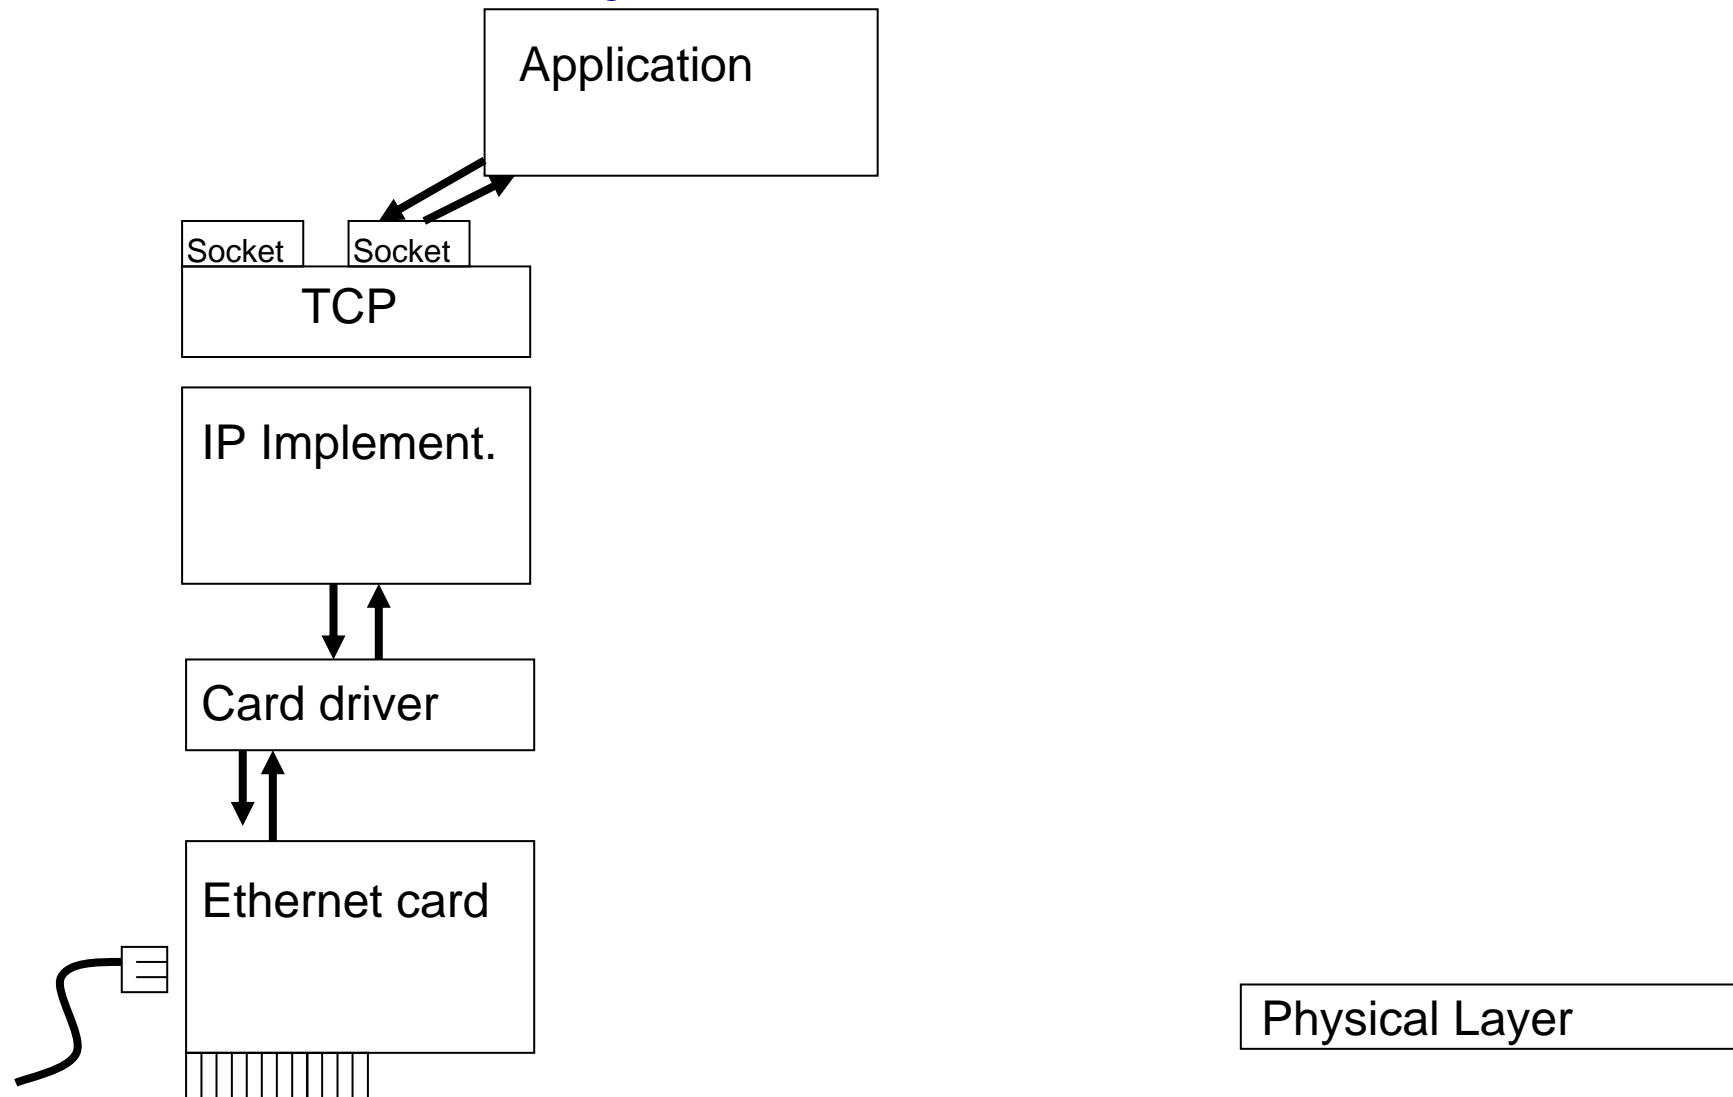 Application
Socket
Socket
TCP
IP Implement.
Card driver
Ethernet card
Physical Layer